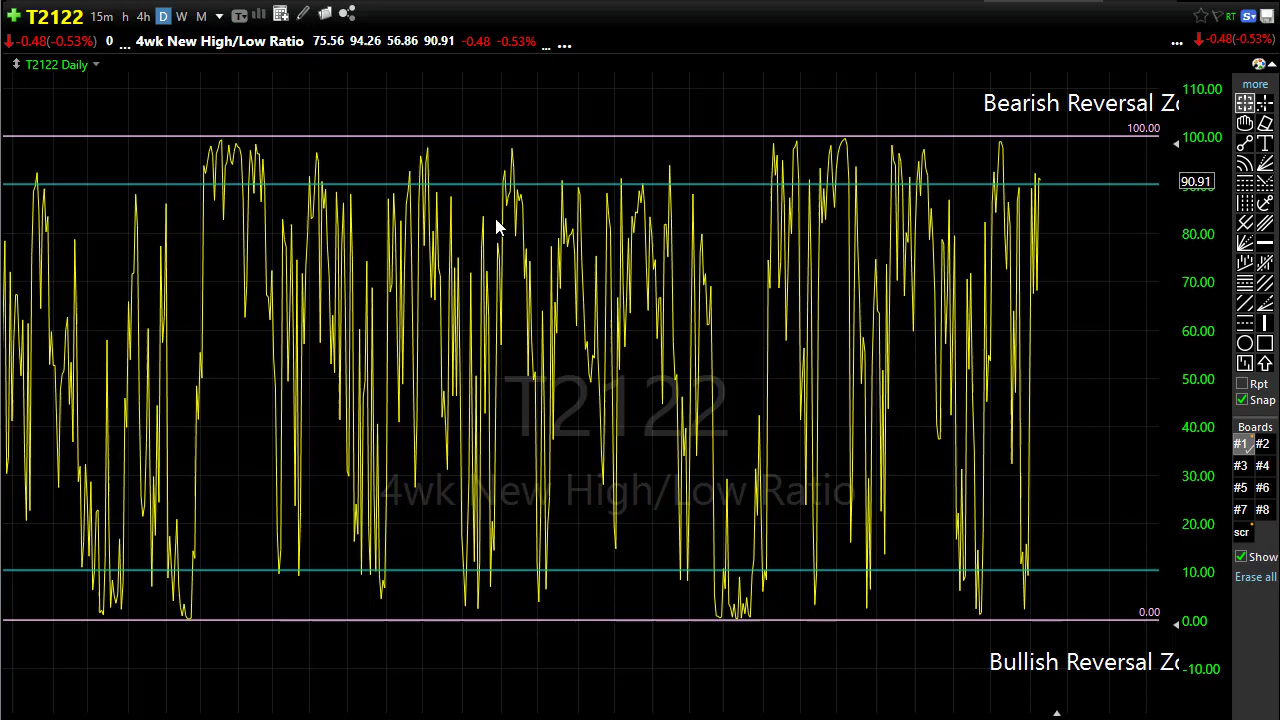 T2122 15m h 4h D W M RT S
-0.48(-0.53%) 0 ... 4wk New High/Low Ratio 75.56 94.26 56.86 90.91 -0.48 -0.53% ... ... ... -0.48(-0.53%)
T2122 Daily
more
110.00
Bearish Reversal Zo
100.00
100.00
90.91
80.00
70.00
60.00
50.00
40.00
30.00
20.00
10.00
0.00
0.00
Bullish Reversal Zo
-10.00
T2122
4wk New High/Low Ratio
Rpt
Snap
Boards
#1 #2
#3 #4
#5 #6
#7 #8
scr
Show
Erase all